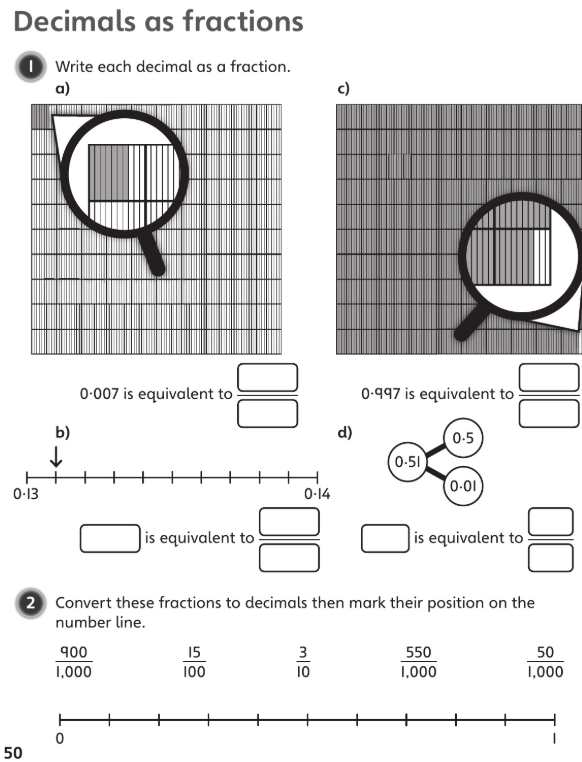 Decimals as fractions
1 Write each decimal as a fraction.
a)
0·007 is equivalent to
c)
0·997 is equivalent to
b)
0·13 0·14
is equivalent to
d)
0·51 0·5 0·01
is equivalent to
2 Convert these fractions to decimals then mark their position on the
number line.
900/1,000 15/100 3/10 550/1,000 50/1,000
0 1
50